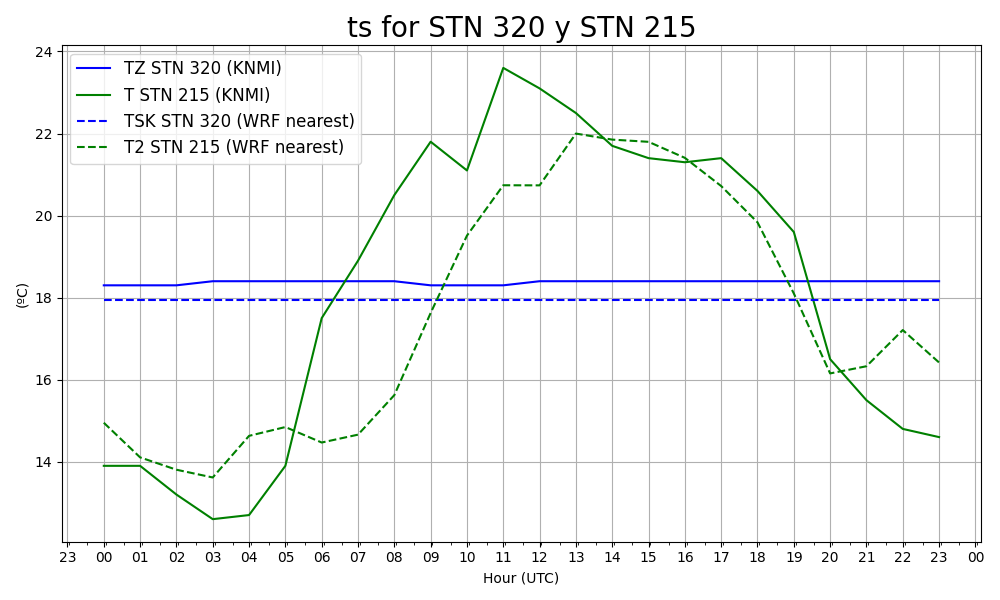 ts for STN 320 y STN 215
TZ STN 320 (KNMI)
T STN 215 (KNMI)
TSK STN 320 (WRF nearest)
T2 STN 215 (WRF nearest)
24
22
20
18
16
14
(ºC)
23 00 01 02 03 04 05 06 07 08 09 10 11 12 13 14 15 16 17 18 19 20 21 22 23 00
Hour (UTC)